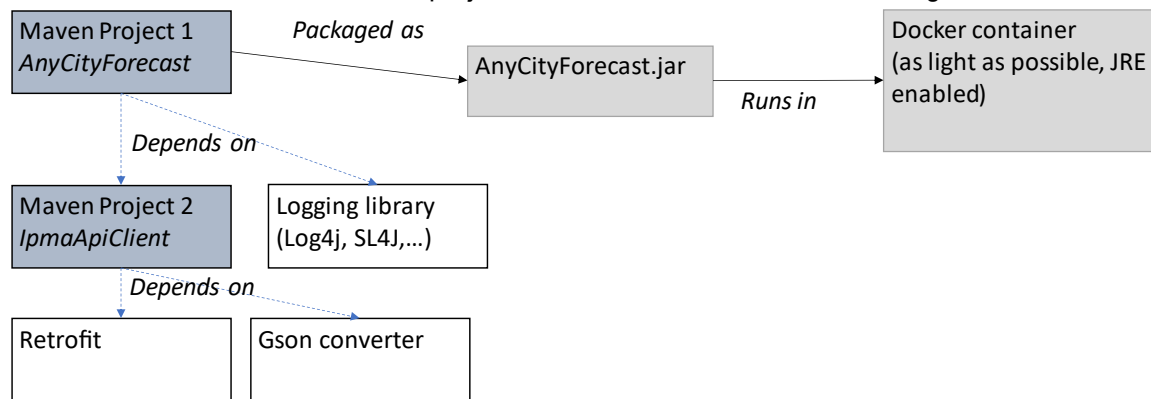 Maven Project 1
AnyCityForecast
Packaged as
AnyCityForecast.jar
Runs in
Docker container
(as light as possible, JRE
enabled)
Depends on
Maven Project 2
IpmaApiClient
Logging library
(Log4j, SL4J,...)
Depends on
Retrofit
Gson converter